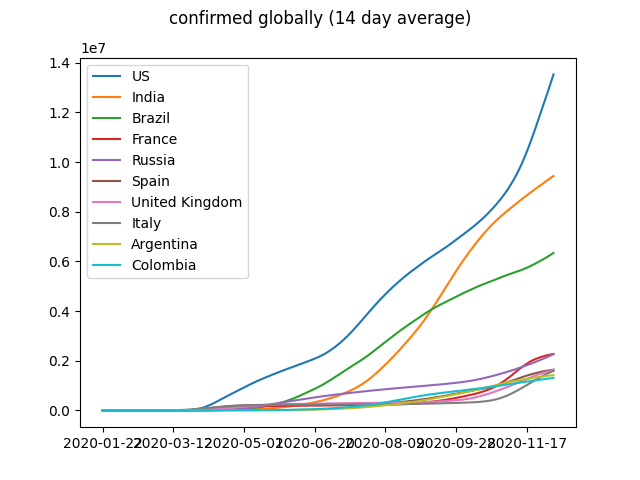 confirmed globally (14 day average)
1e7
1.4
1.2
1.0
0.8
0.6
0.4
0.2
0.0
US
India
Brazil
France
Russia
Spain
United Kingdom
Italy
Argentina
Colombia
2020-01-22 2020-03-12 2020-05-01 2020-06-20 2020-08-09 2020-09-28 2020-11-17